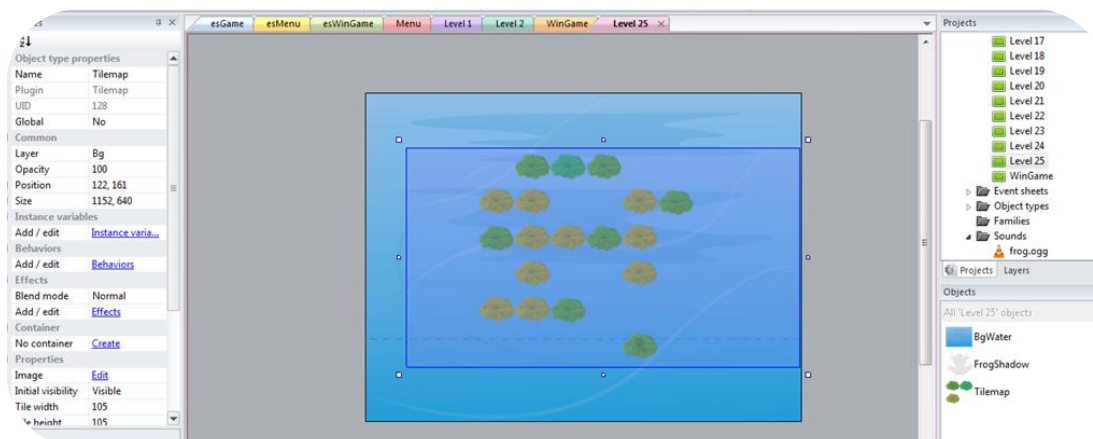 esGame esMenu esWinGame Menu Level 1 Level 2 WinGame Level 25
Object type properties
Name Tilemap
Plugin Tilemap
UID 128
Global No
Common
Layer Bg
Opacity 100
Position 122, 161
Size 1152, 640
Instance variables
Add / edit Instance varia...
Behaviors
Add / edit Behaviors
Effects
Blend mode Normal
Add / edit Effects
Container
No container Create
Properties
Image Edit
Initial visibility Visible
Tile width 105
height 105
Projects
Level 17
Level 18
Level 19
Level 20
Level 21
Level 22
Level 23
Level 24
Level 25
WinGame
Event sheets
Object types
Families
Sounds
frog.ogg
Projects Layers
Objects
All 'Level 25' objects
BgWater
FrogShadow
Tilemap